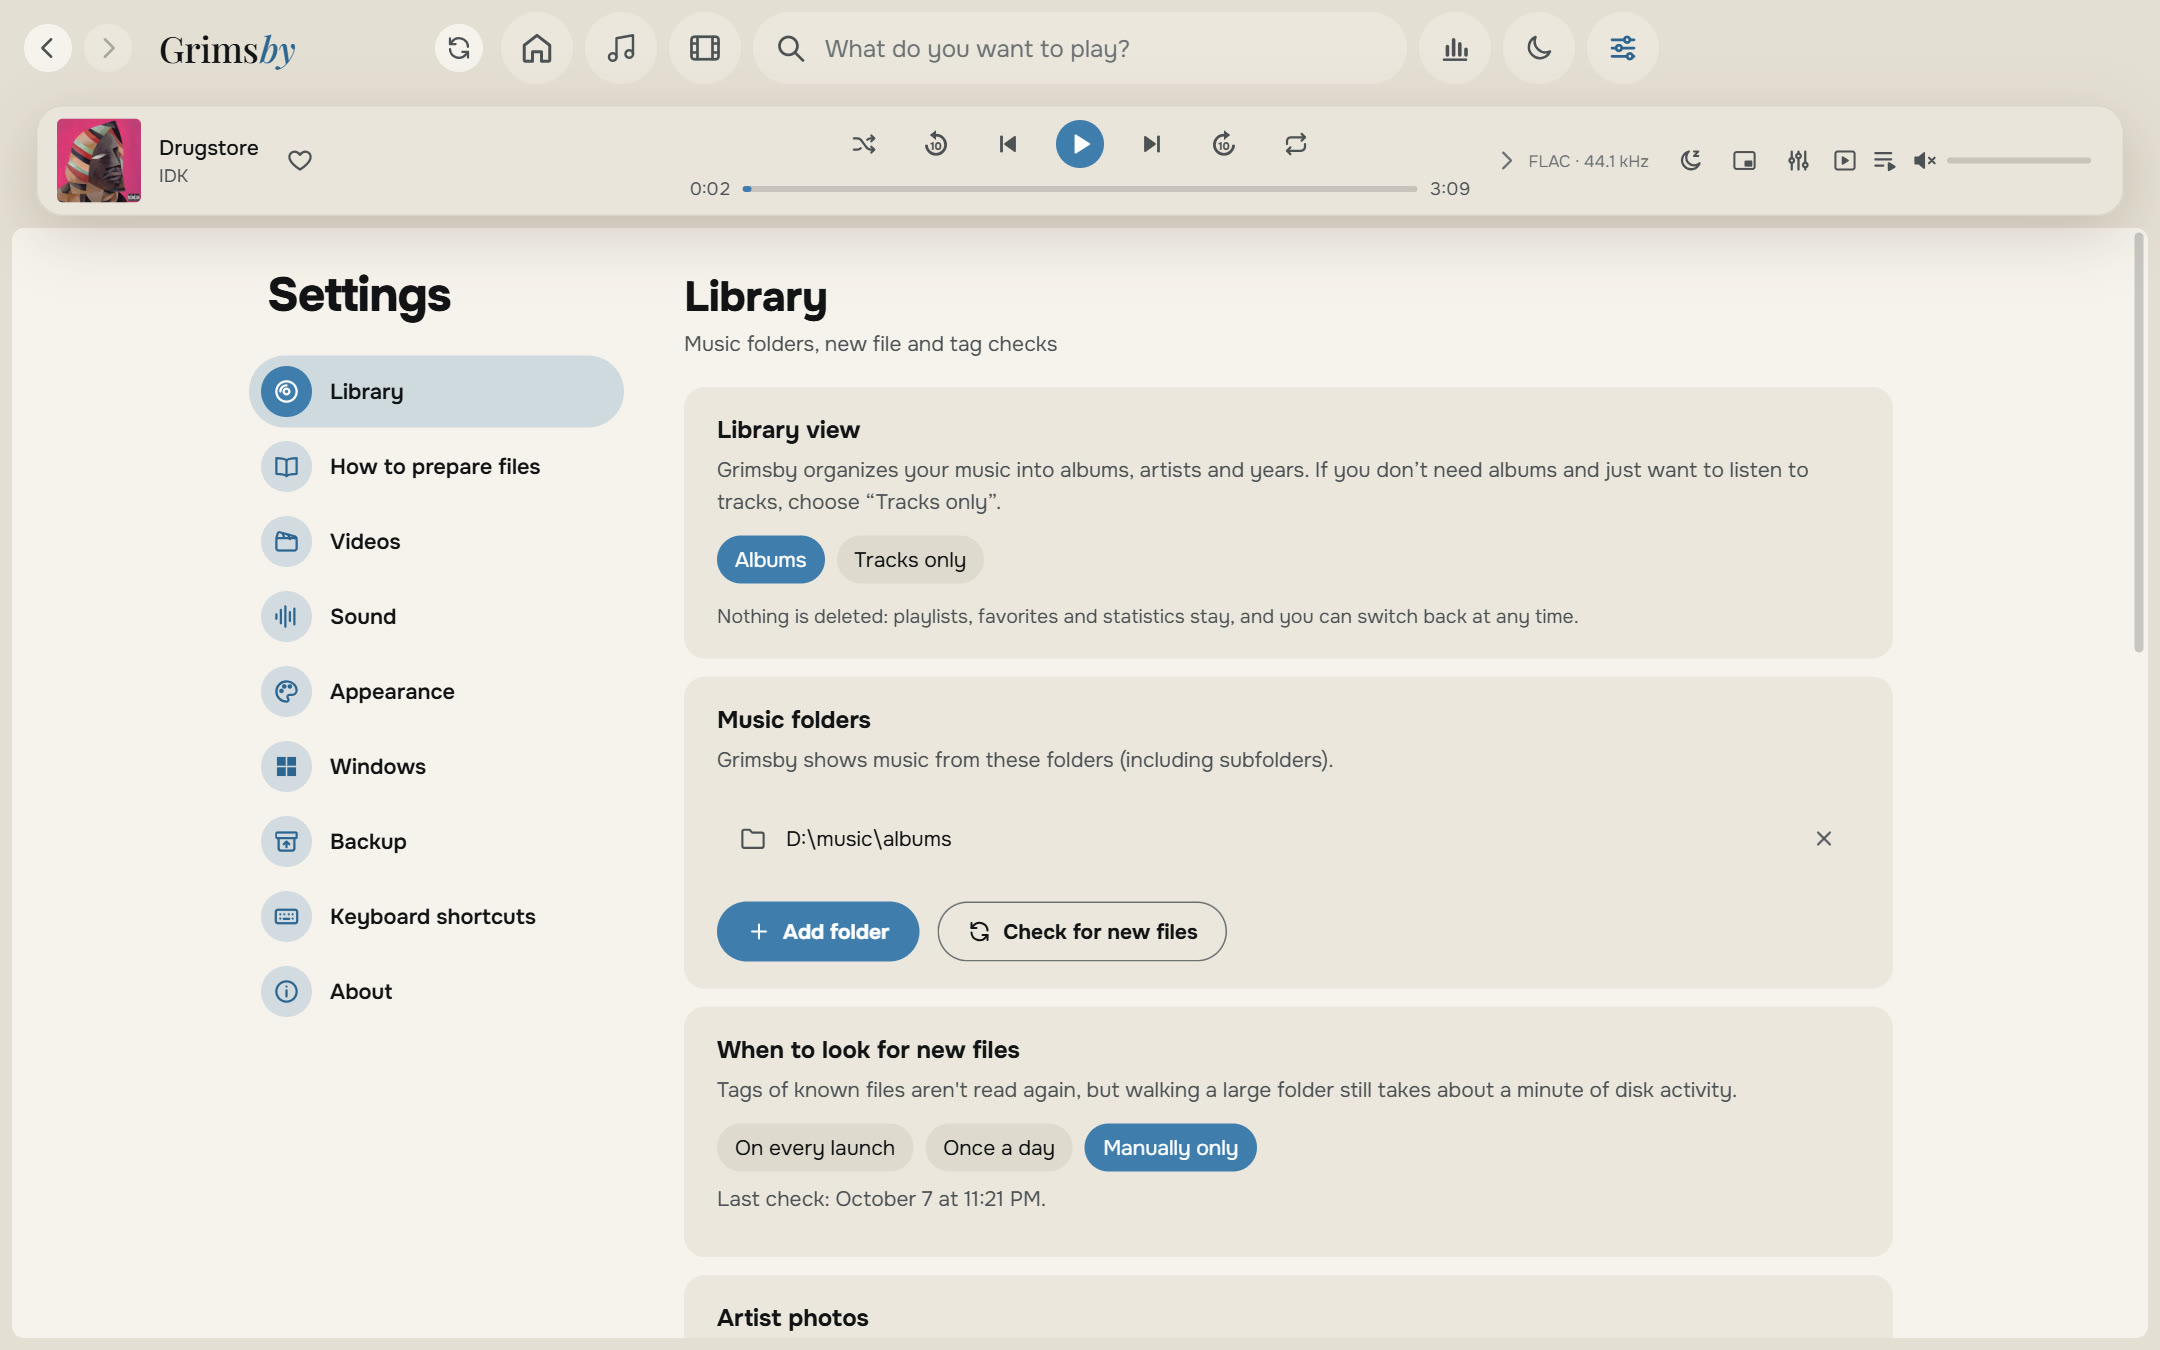 Grimsby
What do you want to play?
Drugstore
IDK
10
10
0:02
3:09
FLAC · 44.1 kHz
Settings
Library
How to prepare files
Videos
Sound
Appearance
Windows
Backup
Keyboard shortcuts
About
Library
Music folders, new file and tag checks
Library view
Grimsby organizes your music into albums, artists and years. If you don’t need albums and just want to listen to
tracks, choose “Tracks only”.
Albums
Tracks only
Nothing is deleted: playlists, favorites and statistics stay, and you can switch back at any time.
Music folders
Grimsby shows music from these folders (including subfolders).
D:\music\albums
Add folder
Check for new files
When to look for new files
Tags of known files aren't read again, but walking a large folder still takes about a minute of disk activity.
On every launch
Once a day
Manually only
Last check: October 7 at 11:21 PM.
Artist photos